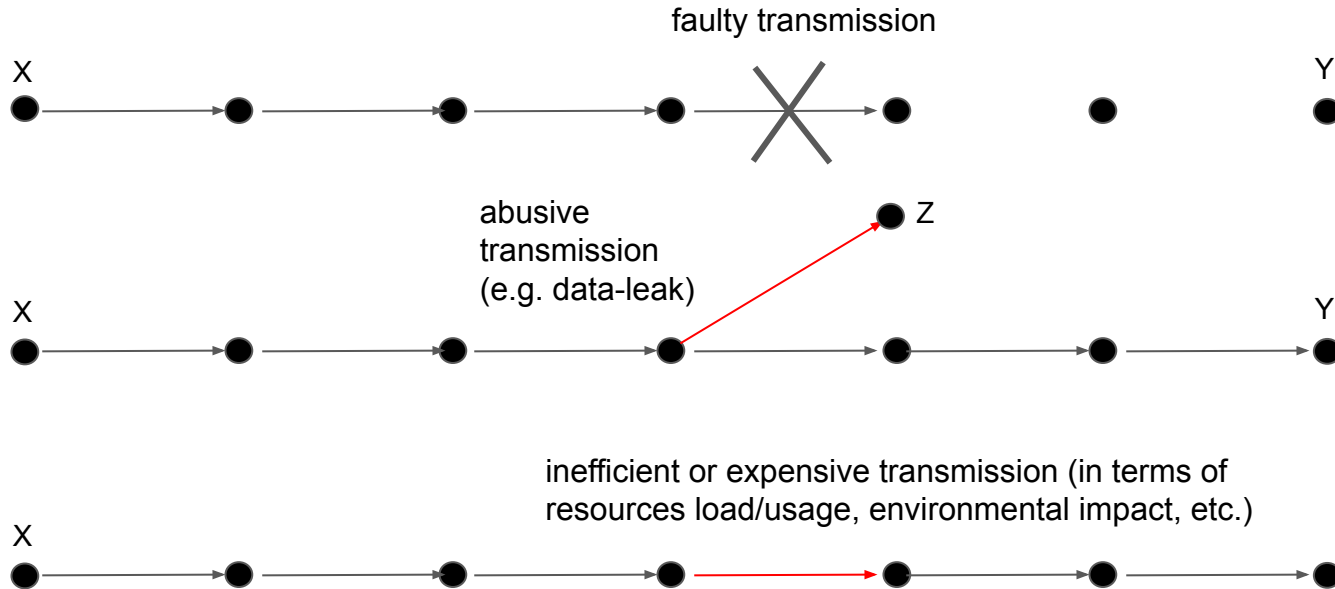 faulty transmission
X
Y
abusive
transmission
(e.g. data-leak)
Z
X
Y
inefficient or expensive transmission (in terms of
resources load/usage, environmental impact, etc.)
X